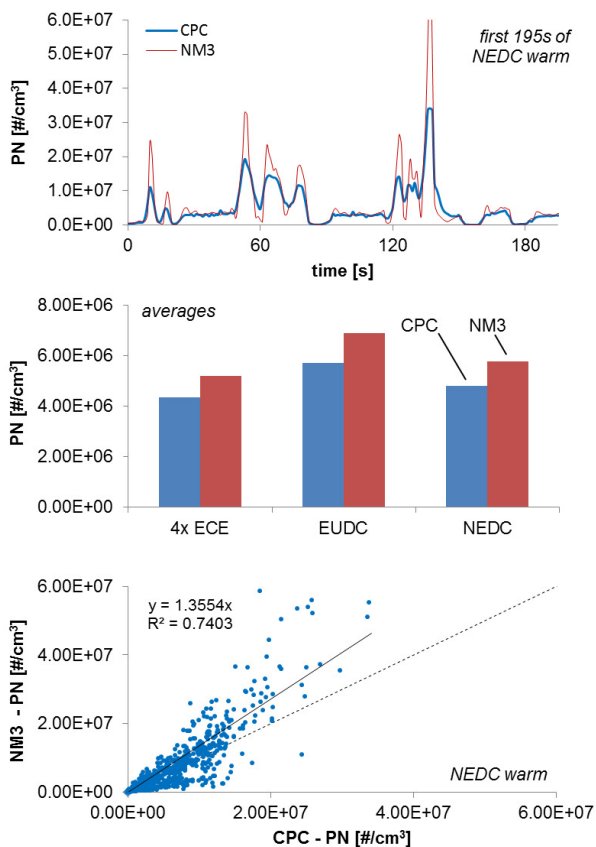 6.0E+07
5.0E+07
4.0E+07
3.0E+07
2.0E+07
1.0E+07
0.0E+00
PN [#/cm³]
CPC
NM3
first 195s of
NEDC warm
0
60
120
180
time [s]
8.00E+06
6.00E+06
4.00E+06
2.00E+06
0.00E+00
PN [#/cm³]
averages
CPC
NM3
4x ECE
EUDC
NEDC
6.00E+07
4.00E+07
2.00E+07
0.00E+00
NM3 - PN [#/cm³]
y = 1.3554x
R² = 0.7403
NEDC warm
0.00E+00
2.00E+07
4.00E+07
6.00E+07
CPC - PN [#/cm³]